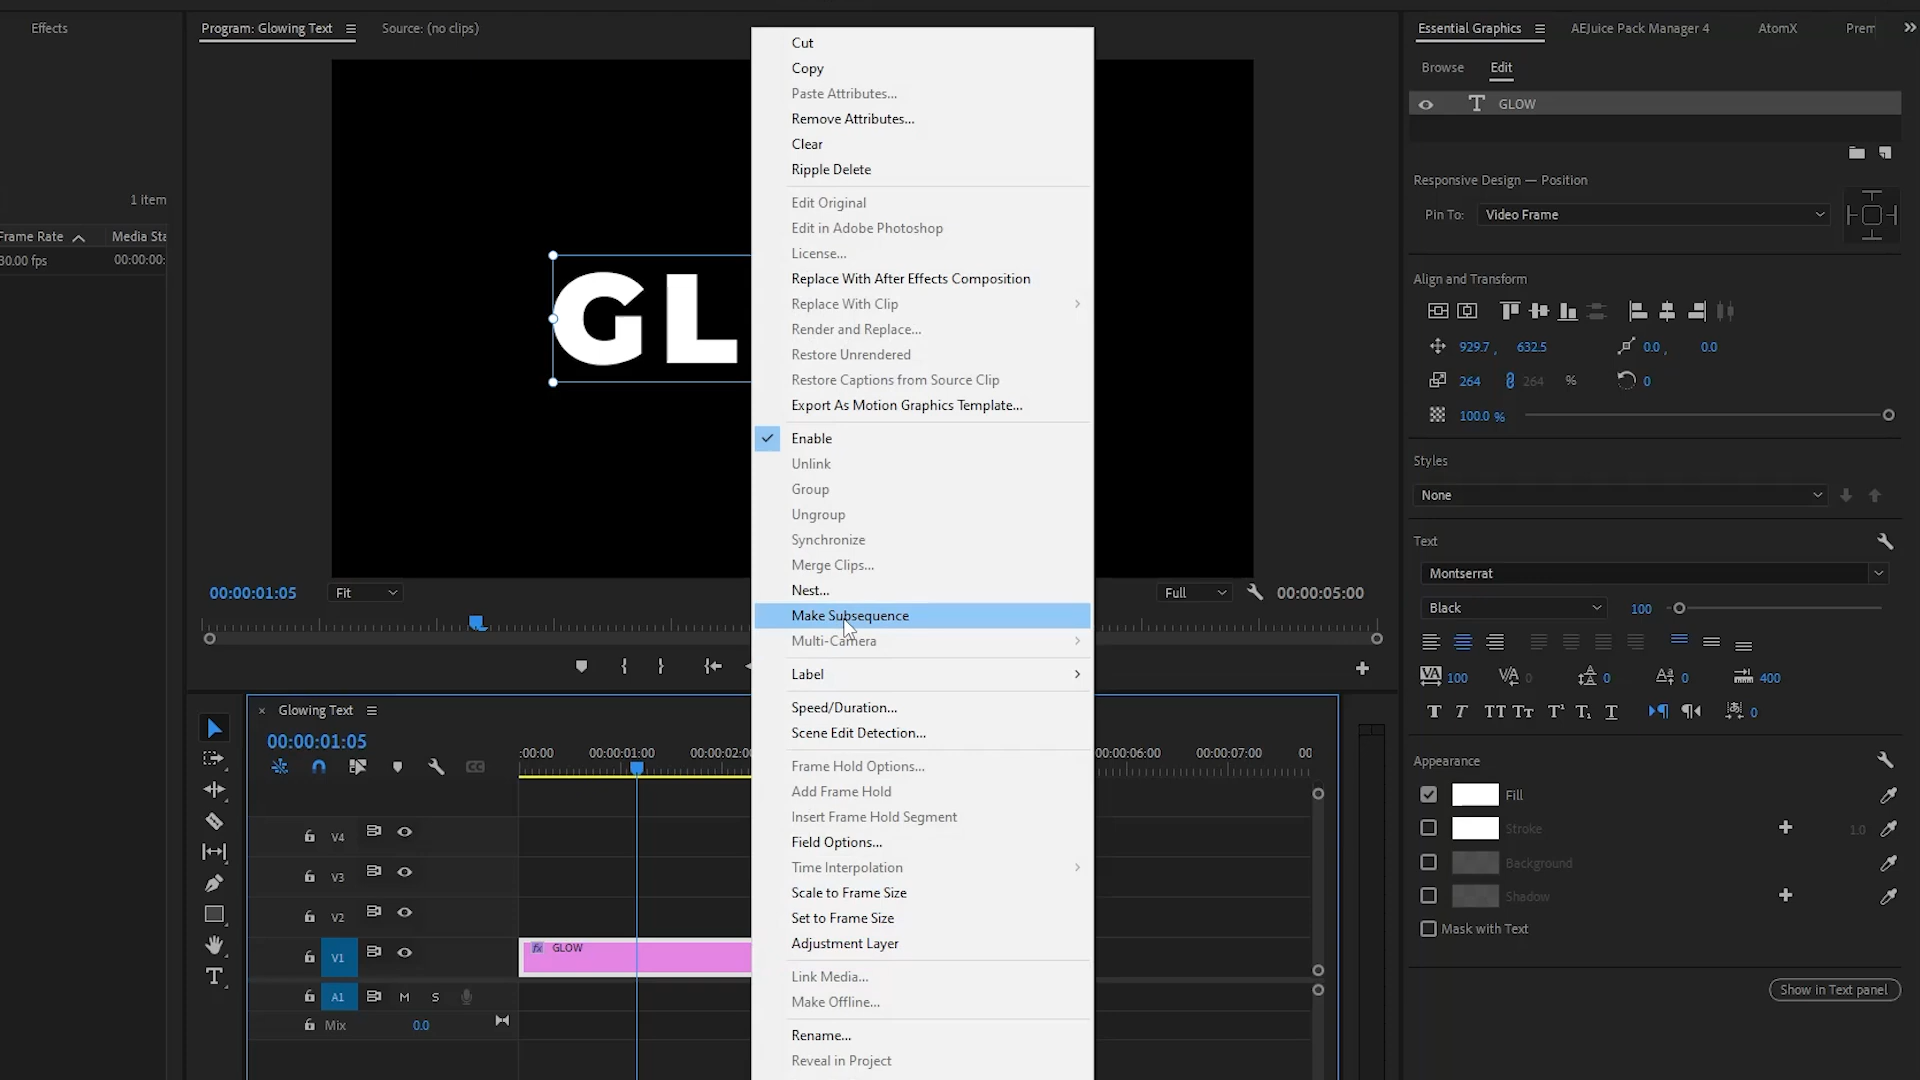 Effects
1 item
Frame Rate
Media Sta
30.00 fps
00:00:00:
Program: Glowing Text
Source: (no clips)
GL
00:00:01:05
Fit
Full
00:00:05:00
Cut
Copy
Paste Attributes...
Remove Attributes...
Clear
Ripple Delete
Edit Original
Edit in Adobe Photoshop
License...
Replace With After Effects Composition
Replace With Clip
Render and Replace...
Restore Unrendered
Restore Captions from Source Clip
Export As Motion Graphics Template...
Enable
Unlink
Group
Ungroup
Synchronize
Merge Clips...
Nest...
Make Subsequence
Multi-Camera
Label
Speed/Duration...
Scene Edit Detection...
Frame Hold Options...
Add Frame Hold
Insert Frame Hold Segment
Field Options...
Time Interpolation
Scale to Frame Size
Set to Frame Size
Adjustment Layer
Link Media...
Make Offline...
Rename...
Reveal in Project
× Glowing Text
00:00:01:05
:00:00 00:00:01:00 00:00:02:00 00:00:06:00 00:00:07:00 00
V4
V3
V2
V1
fx GLOW
A1 M S
Mix 0.0
Essential Graphics
AEJuice Pack Manager 4
AtomX
Prem
Browse
Edit
GLOW
Responsive Design — Position
Pin To: Video Frame
Align and Transform
929.7 , 632.5 0.0 , 0.0
264 264 % 0
100.0 %
Styles
None
Text
Montserrat
Black 100
100 0 0 0 400
T T TT Tт T¹ T₁ T 0
Appearance
Fill
Stroke 1.0
Background
Shadow
Mask with Text
Show in Text panel